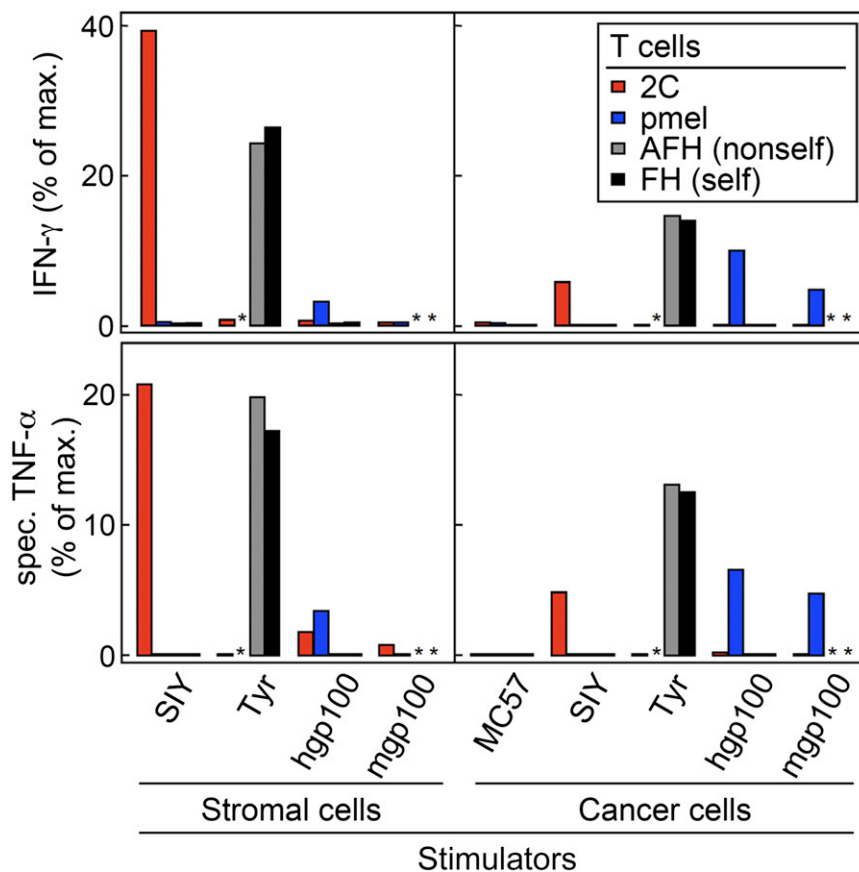 40
20
0
IFN-γ (% of max.)
T cells
2C
pmel
AFH (nonself)
FH (self)
*
* *
*
* *
20
10
0
spec. TNF-α
(% of max.)
*
* *
*
* *
SIY
Tyr
hgp100
mgp100
MC57
SIY
Tyr
hgp100
mgp100
Stromal cells
Cancer cells
Stimulators